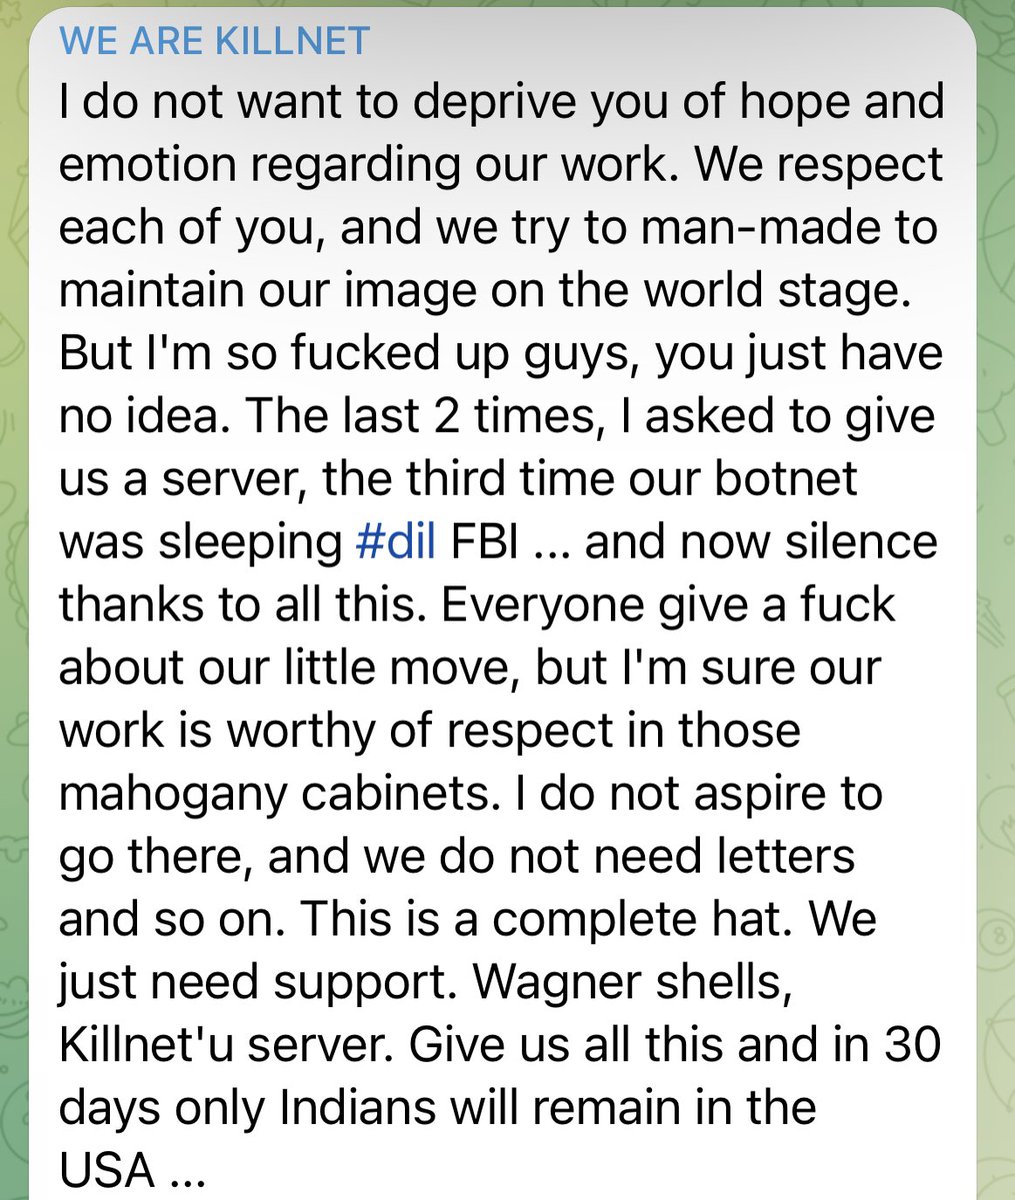 WE ARE KILLNET
I do not want to deprive you of hope and
emotion regarding our work. We respect
each of you, and we try to man-made to
maintain our image on the world stage.
But I'm so fucked up guys, you just have
no idea. The last 2 times, I asked to give
us a server, the third time our botnet
was sleeping #dil FBI ... and now silence
thanks to all this. Everyone give a fuck
about our little move, but I'm sure our
work is worthy of respect in those
mahogany cabinets. I do not aspire to
go there, and we do not need letters
and so on. This is a complete hat. We
just need support. Wagner shells,
Killnet'u server. Give us all this and in 30
days only Indians will remain in the
USA ...